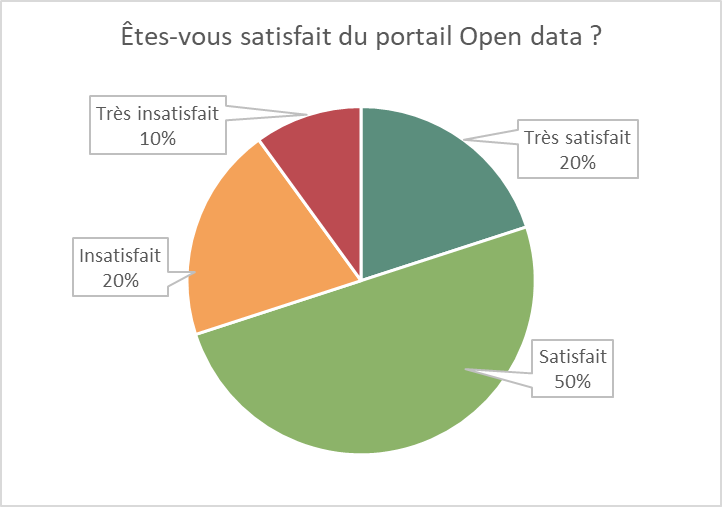 Êtes-vous satisfait du portail Open data ?
Très insatisfait
10%
Très satisfait
20%
Insatisfait
20%
Satisfait
50%